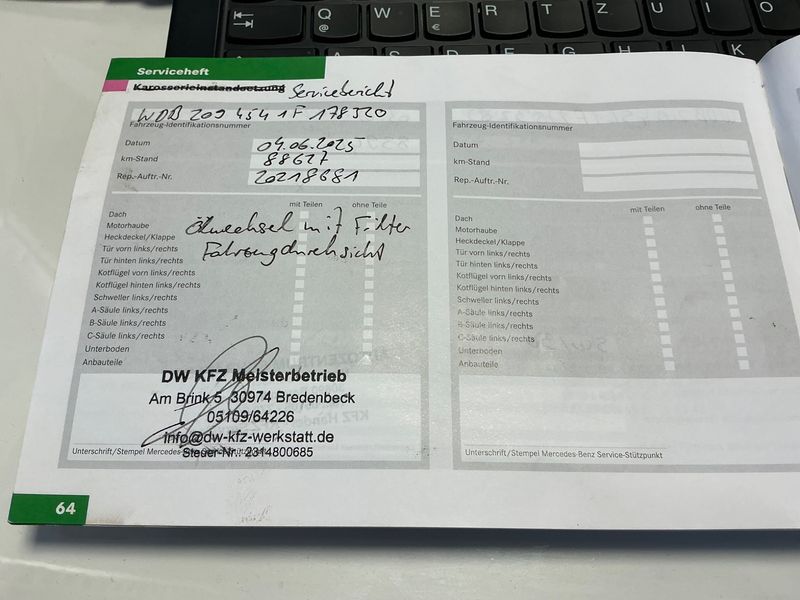 Q W E R T Z U I O
@ €
A S D F G H J K
Serviceheft
Karosserieinstandsetzung Servicebericht
WDB 209 454 1F 178520
Fahrzeug-Identifikationsnummer
Datum 04.06.2025
km-Stand 88627
Rep.-Auftr.-Nr. 20218681
mit Teilen ohne Teile
Dach
Motorhaube Ölwechsel mit Filter
Heckdeckel/Klappe
Tür vorn links/rechts Fahrzeugdurchsicht
Tür hinten links/rechts
Kotflügel vorn links/rechts
Kotflügel hinten links/rechts
Schweller links/rechts
A-Säule links/rechts
B-Säule links/rechts
C-Säule links/rechts
Unterboden
Anbauteile
DW KFZ Meisterbetrieb
Am Brink 5 30974 Bredenbeck
05109/64226
info@dw-kfz-werkstatt.de
Steuer-Nr.: 2314800685
Unterschrift/Stempel Mercedes-
64
Fahrzeug-Identifikationsnummer
Datum
km-Stand
Rep.-Auftr.-Nr.
mit Teilen ohne Teile
Dach
Motorhaube
Heckdeckel/Klappe
Tür vorn links/rechts
Tür hinten links/rechts
Kotflügel vorn links/rechts
Kotflügel hinten links/rechts
Schweller links/rechts
A-Säule links/rechts
B-Säule links/rechts
C-Säule links/rechts
Unterboden
Anbauteile
Unterschrift/Stempel Mercedes-Benz Service-Stützpunkt